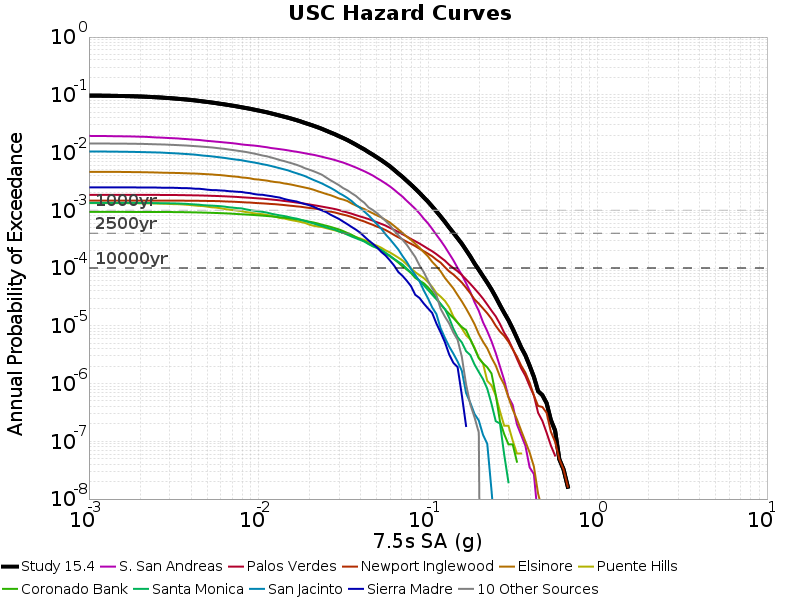 USC Hazard Curves
Annual Probability of Exceedance
10^0
10^-1
10^-2
10^-3
10^-4
10^-5
10^-6
10^-7
10^-8
1000yr
2500yr
10000yr
10^-3 10^-2 10^-1 10^0 10^1
7.5s SA (g)
Study 15.4 S. San Andreas Palos Verdes Newport Inglewood Elsinore Puente Hills
Coronado Bank Santa Monica San Jacinto Sierra Madre 10 Other Sources